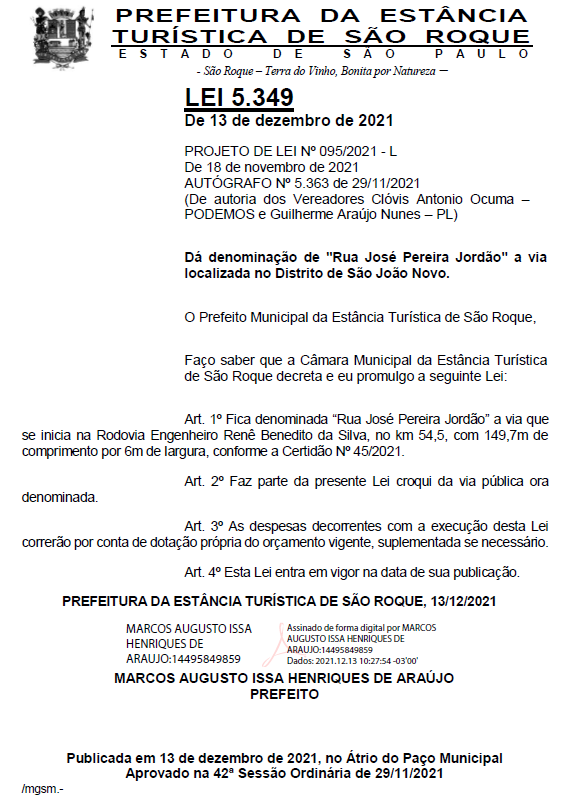 PREFEITURA DA ESTÂNCIA
TURÍSTICA DE SÃO ROQUE
ESTADO DE SÃO PAULO
- São Roque – Terra do Vinho, Bonita por Natureza –
LEI 5.349
De 13 de dezembro de 2021
PROJETO DE LEI Nº 095/2021 - L
De 18 de novembro de 2021
AUTÓGRAFO Nº 5.363 de 29/11/2021
(De autoria dos Vereadores Clóvis Antonio Ocuma –
PODEMOS e Guilherme Araújo Nunes – PL)
Dá denominação de "Rua José Pereira Jordão" a via
localizada no Distrito de São João Novo.
O Prefeito Municipal da Estância Turística de São Roque,
Faço saber que a Câmara Municipal da Estância Turística
de São Roque decreta e eu promulgo a seguinte Lei:
Art. 1º Fica denominada “Rua José Pereira Jordão” a via que
se inicia na Rodovia Engenheiro Renê Benedito da Silva, no km 54,5, com 149,7m de
comprimento por 6m de largura, conforme a Certidão Nº 45/2021.
Art. 2º Faz parte da presente Lei croqui da via pública ora
denominada.
Art. 3º As despesas decorrentes com a execução desta Lei
correrão por conta de dotação própria do orçamento vigente, suplementada se necessário.
Art. 4º Esta Lei entra em vigor na data de sua publicação.
PREFEITURA DA ESTÂNCIA TURÍSTICA DE SÃO ROQUE, 13/12/2021
MARCOS AUGUSTO ISSA
HENRIQUES DE
ARAUJO:14495849859
Assinado de forma digital por MARCOS
AUGUSTO ISSA HENRIQUES DE
ARAUJO:14495849859
Dados: 2021.12.13 10:27:54 -03'00'
MARCOS AUGUSTO ISSA HENRIQUES DE ARAÚJO
PREFEITO
Publicada em 13 de dezembro de 2021, no Átrio do Paço Municipal
Aprovado na 42ª Sessão Ordinária de 29/11/2021
/mgsm.-